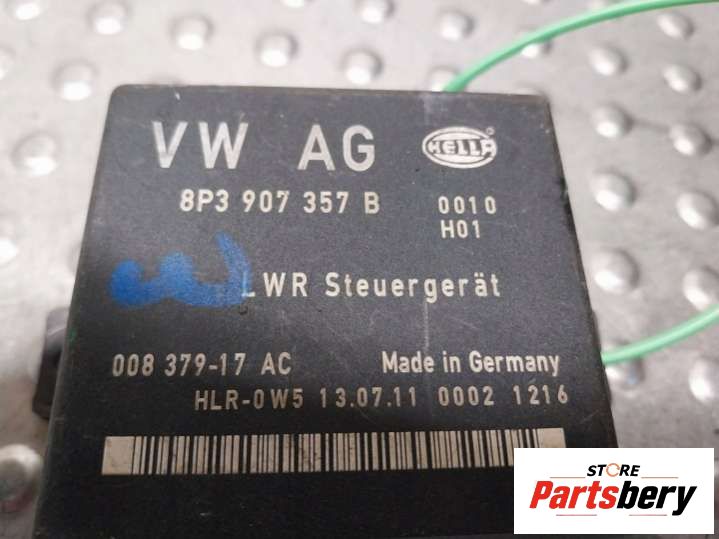 VW AG HELLA ®
8P3 907 357 B 0010
H01
LWR Steuergerät
008 379-17 AC Made in Germany
HLR-0W5 13.07.11 0002 1216
STORE
Partsbery